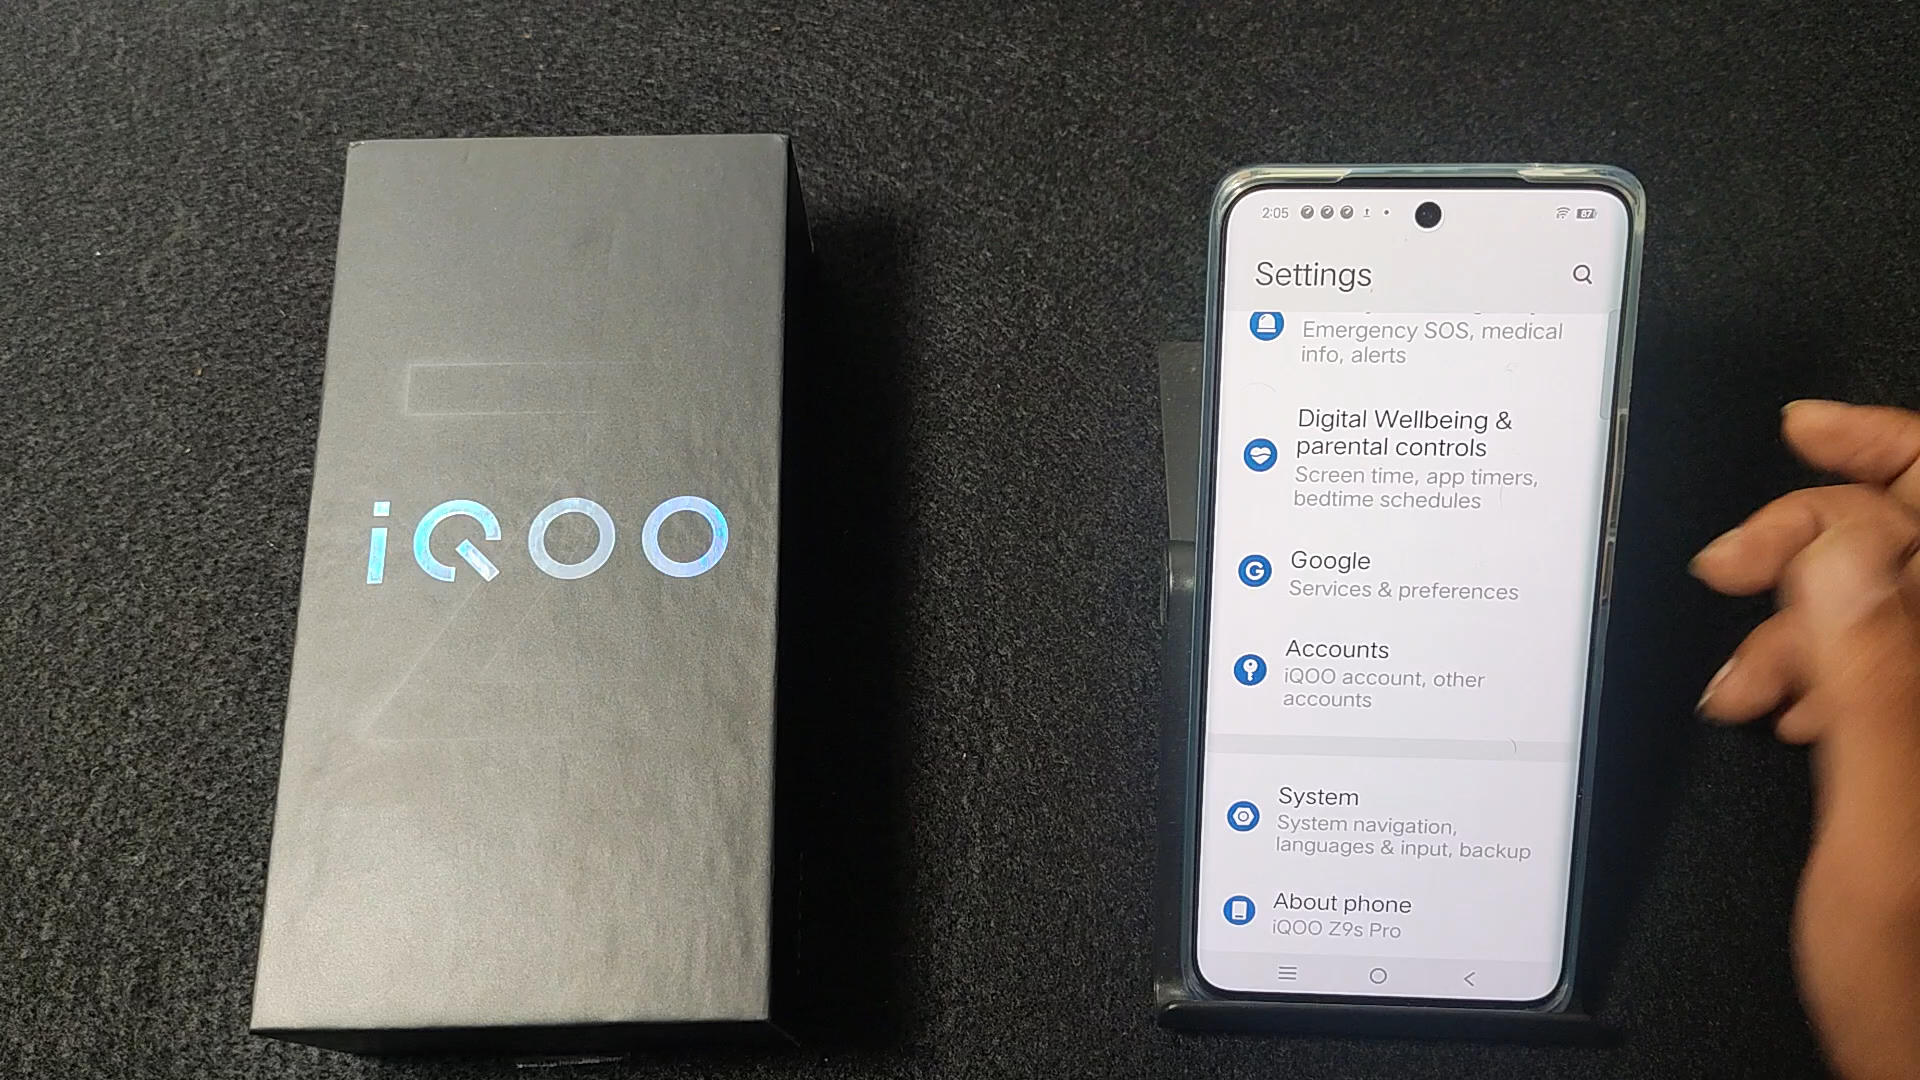 iQOO
2:05
87
Settings
Emergency SOS, medical
info, alerts
Digital Wellbeing &
parental controls
Screen time, app timers,
bedtime schedules
Google
Services & preferences
Accounts
iQOO account, other
accounts
System
System navigation,
languages & input, backup
About phone
iQOO Z9s Pro